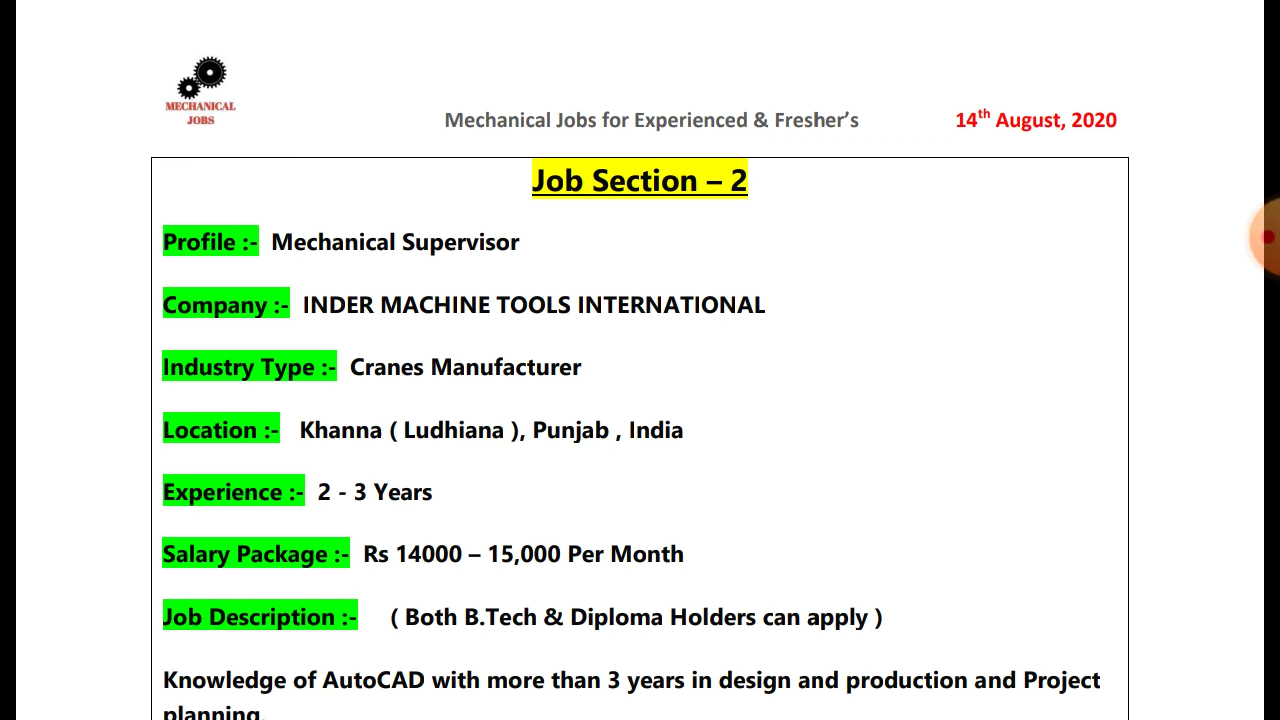 MECHANICAL
JOBS
Mechanical Jobs for Experienced & Fresher’s
14th August, 2020
Job Section – 2
Profile :- Mechanical Supervisor
Company :- INDER MACHINE TOOLS INTERNATIONAL
Industry Type :- Cranes Manufacturer
Location :- Khanna ( Ludhiana ), Punjab , India
Experience :- 2 - 3 Years
Salary Package :- Rs 14000 – 15,000 Per Month
Job Description :- ( Both B.Tech & Diploma Holders can apply )
Knowledge of AutoCAD with more than 3 years in design and production and Project
planning.